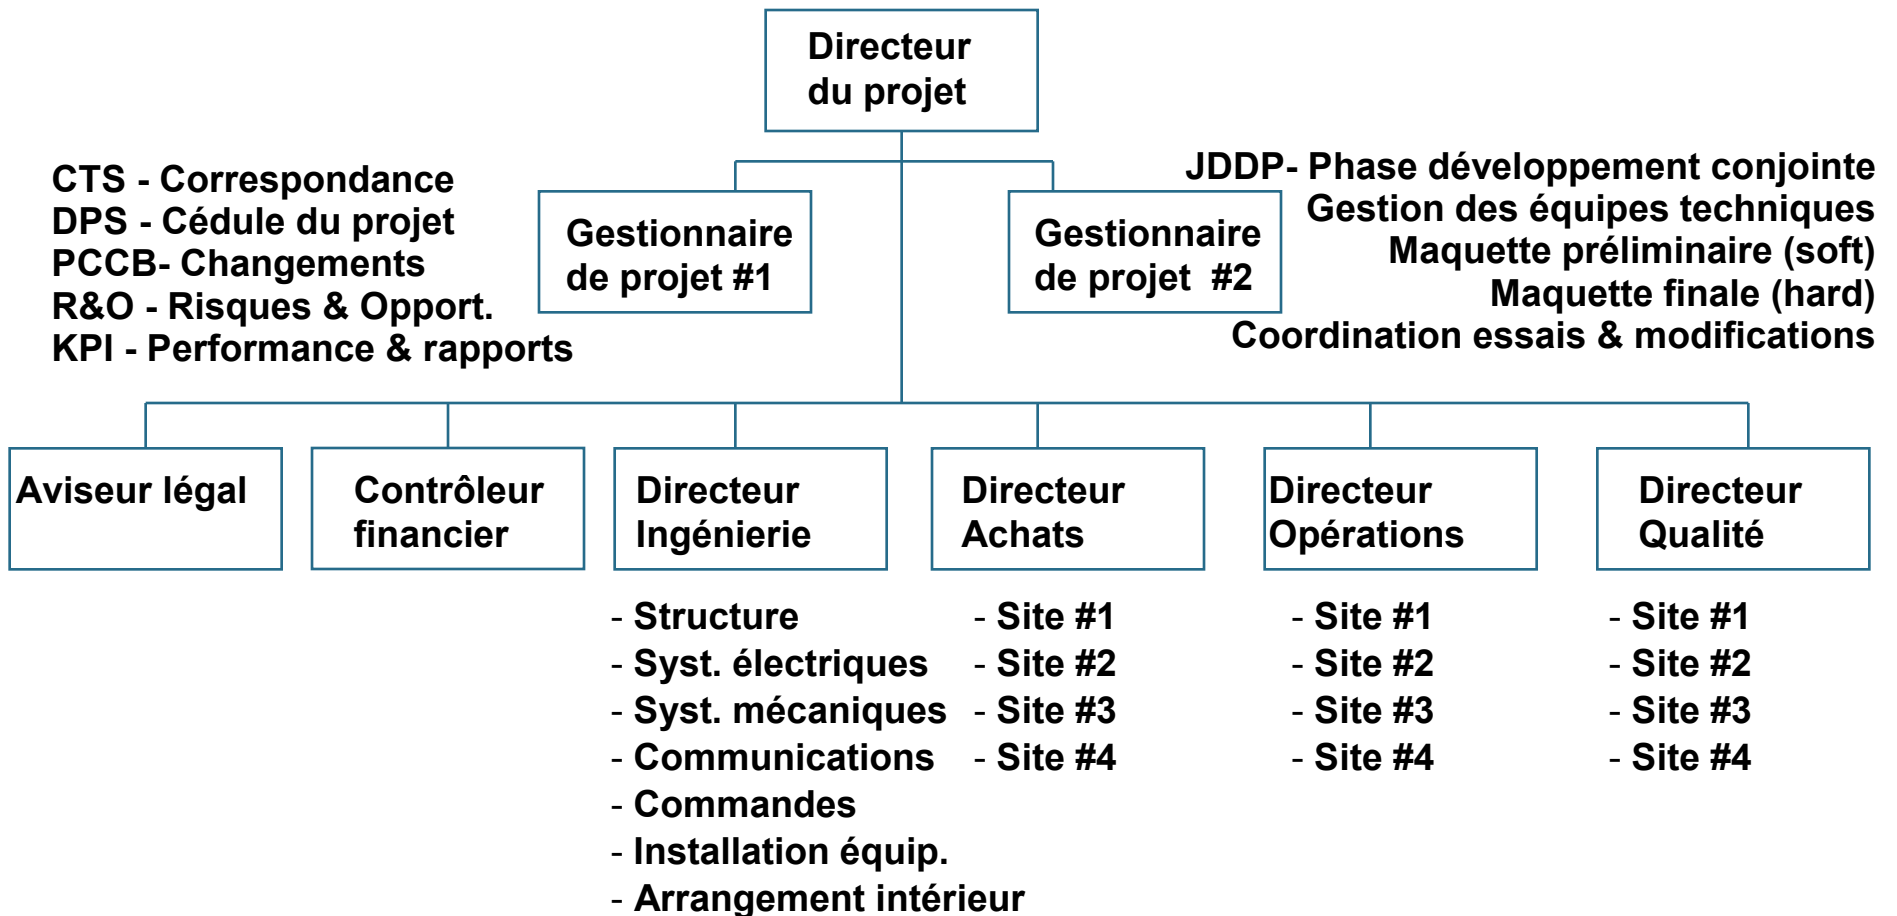 Directeur
du projet
CTS - Correspondance
DPS - Cédule du projet
PCCB- Changements
R&O - Risques & Opport.
KPI - Performance & rapports
Gestionnaire
de projet #1
Gestionnaire
de projet #2
JDDP- Phase développement conjointe
Gestion des équipes techniques
Maquette préliminaire (soft)
Maquette finale (hard)
Coordination essais & modifications
Aviseur légal
Contrôleur
financier
Directeur
Ingénierie
Directeur
Achats
Directeur
Opérations
Directeur
Qualité
- Structure
- Syst. électriques
- Syst. mécaniques
- Communications
- Commandes
- Installation équip.
- Arrangement intérieur
- Site #1
- Site #2
- Site #3
- Site #4
- Site #1
- Site #2
- Site #3
- Site #4
- Site #1
- Site #2
- Site #3
- Site #4